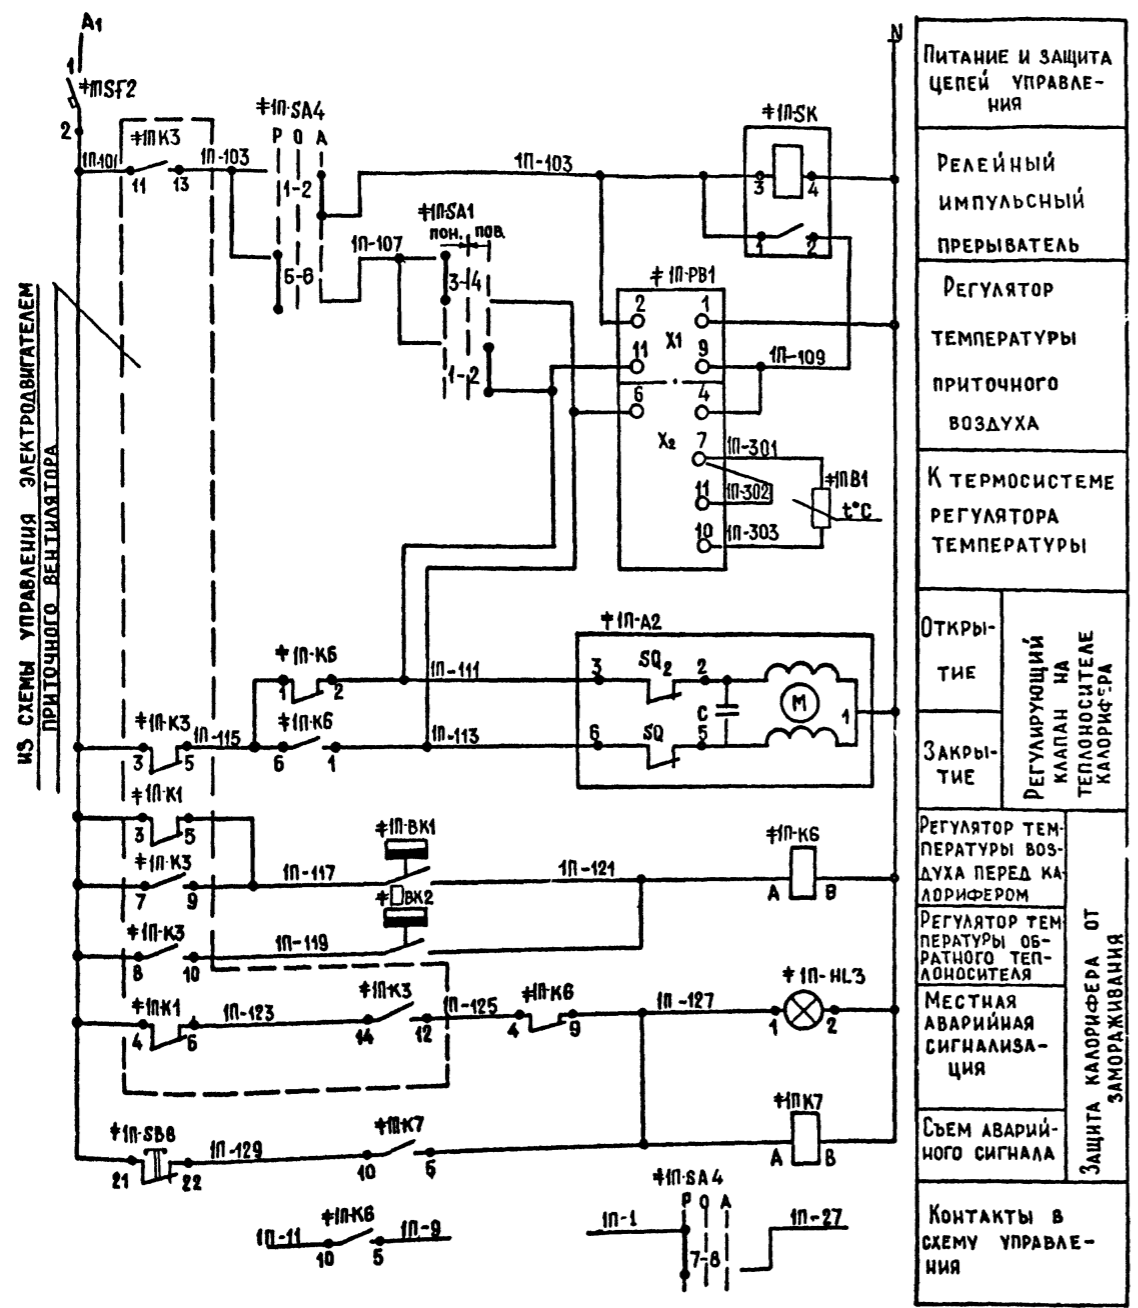 A1
N
1
≠1ПSF2
2
1П-101
≠1ПК3
11
13
1П-103
≠1П-SA4
Р О А
1-2
5-6
1П-103
≠1П-SK
3
4
1
2
1П-107
≠1П-SA1
ПОН. ПОВ.
3-4
1-2
≠1П-РВ1
2
1
X1
11
9
1П-109
6
4
X2
7
1П-301
≠1ПВ1
11
1П-302
t°C
10
1П-303
ИЗ СХЕМЫ УПРАВЛЕНИЯ ЭЛЕКТРОДВИГАТЕЛЕМ
ПРИТОЧНОГО ВЕНТИЛЯТОРА
≠1П-К6
1
2
1П-111
≠1П-А2
3
SQ2
2
М
1
С
≠1П-К3
3
5
1П-115
≠1П-К6
6
1
1П-113
6
SQ
5
≠1П-К1
3
5
≠1П-К3
7
9
1П-117
≠1П-ВК1
1П-121
≠1П-К6
А
В
≠ВК2
≠1П-К3
8
10
1П-119
≠1П-К1
4
6
1П-123
≠1П-К3
14
12
1П-125
≠1П-К6
4
9
1П-127
≠1П-HL3
1
2
≠1П-SB8
21
22
1П-129
≠1П-К7
10
6
≠1ПК7
А
В
1П-11
≠1П-К6
10
5
1П-9
1П-1
≠1П-SA4
Р О А
7-8
1П-27
ПИТАНИЕ И ЗАЩИТА
ЦЕПЕЙ УПРАВЛЕ-
НИЯ
РЕЛЕЙНЫЙ
ИМПУЛЬСНЫЙ
ПРЕРЫВАТЕЛЬ
РЕГУЛЯТОР
ТЕМПЕРАТУРЫ
ПРИТОЧНОГО
ВОЗДУХА
К ТЕРМОСИСТЕМЕ
РЕГУЛЯТОРА
ТЕМПЕРАТУРЫ
ОТКРЫ-
ТИЕ
ЗАКРЫ-
ТИЕ
РЕГУЛИРУЮЩИЙ
КЛАПАН НА
ТЕПЛОНОСИТЕЛЕ
КАЛОРИФЕРА
РЕГУЛЯТОР ТЕМ-
ПЕРАТУРЫ ВОЗ-
ДУХА ПЕРЕД КА-
ЛОРИФЕРОМ
РЕГУЛЯТОР ТЕМ
ПЕРАТУРЫ ОБ-
РАТНОГО ТЕП-
ЛОНОСИТЕЛЯ
МЕСТНАЯ
АВАРИЙНАЯ
СИГНАЛИЗА-
ЦИЯ
СЪЕМ АВАРИЙ-
НОГО СИГНАЛА
ЗАЩИТА КАЛОРИФЕРА ОТ
ЗАМОРАЖИВАНИЯ
КОНТАКТЫ В
СХЕМУ УПРАВЛЕ-
НИЯ